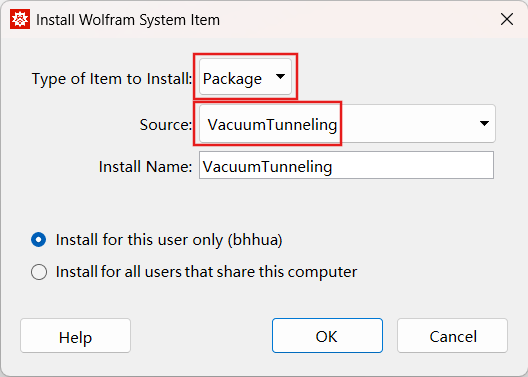 Install Wolfram System Item
Type of Item to Install: Package
Source: VacuumTunneling
Install Name: VacuumTunneling
Install for this user only (bhhua)
Install for all users that share this computer
Help OK Cancel